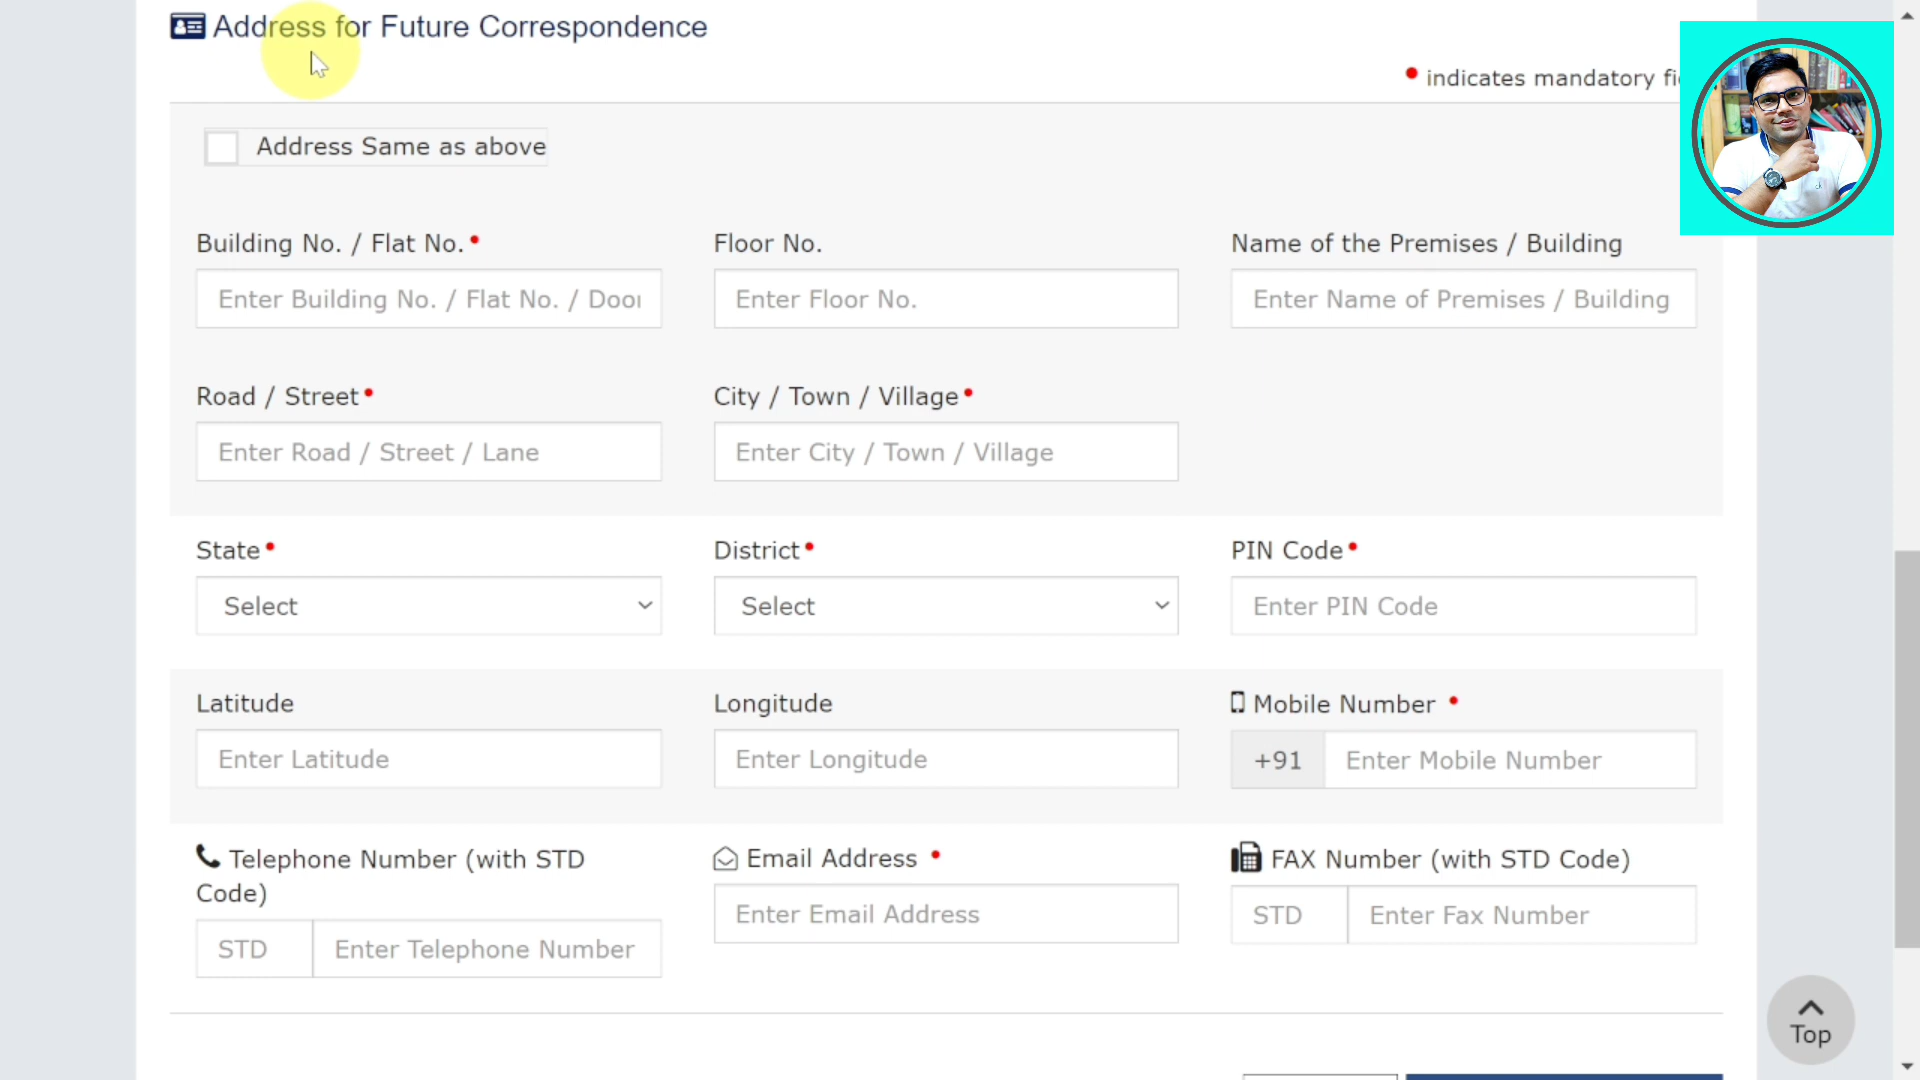 Address for Future Correspondence
indicates mandatory
Address Same as above
Building No. / Flat No.
Floor No.
Name of the Premises / Building
Enter Building No. / Flat No. / Door
Enter Floor No.
Enter Name of Premises / Building
Road / Street
City / Town / Village
Enter Road / Street / Lane
Enter City / Town / Village
State
District
PIN Code
Select
Select
Enter PIN Code
Latitude
Longitude
Mobile Number
Enter Latitude
Enter Longitude
+91
Enter Mobile Number
Telephone Number (with STD
Code)
Email Address
FAX Number (with STD Code)
STD
Enter Telephone Number
Enter Email Address
STD
Enter Fax Number
Top